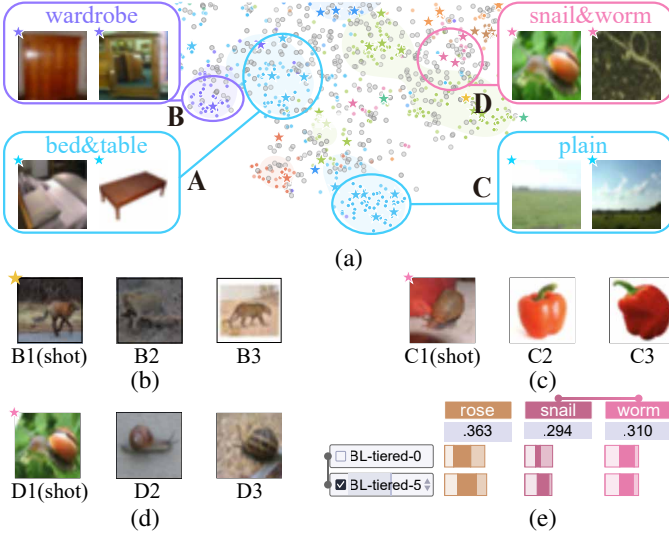 wardrobe
snail&worm
B
D
bed&table
plain
A
C
(a)
B1(shot)
B2
B3
C1(shot)
C2
C3
(b)
(c)
rose
snail
worm
.363
.294
.310
BL-tiered-0
BL-tiered-5
D1(shot)
D2
D3
(d)
(e)